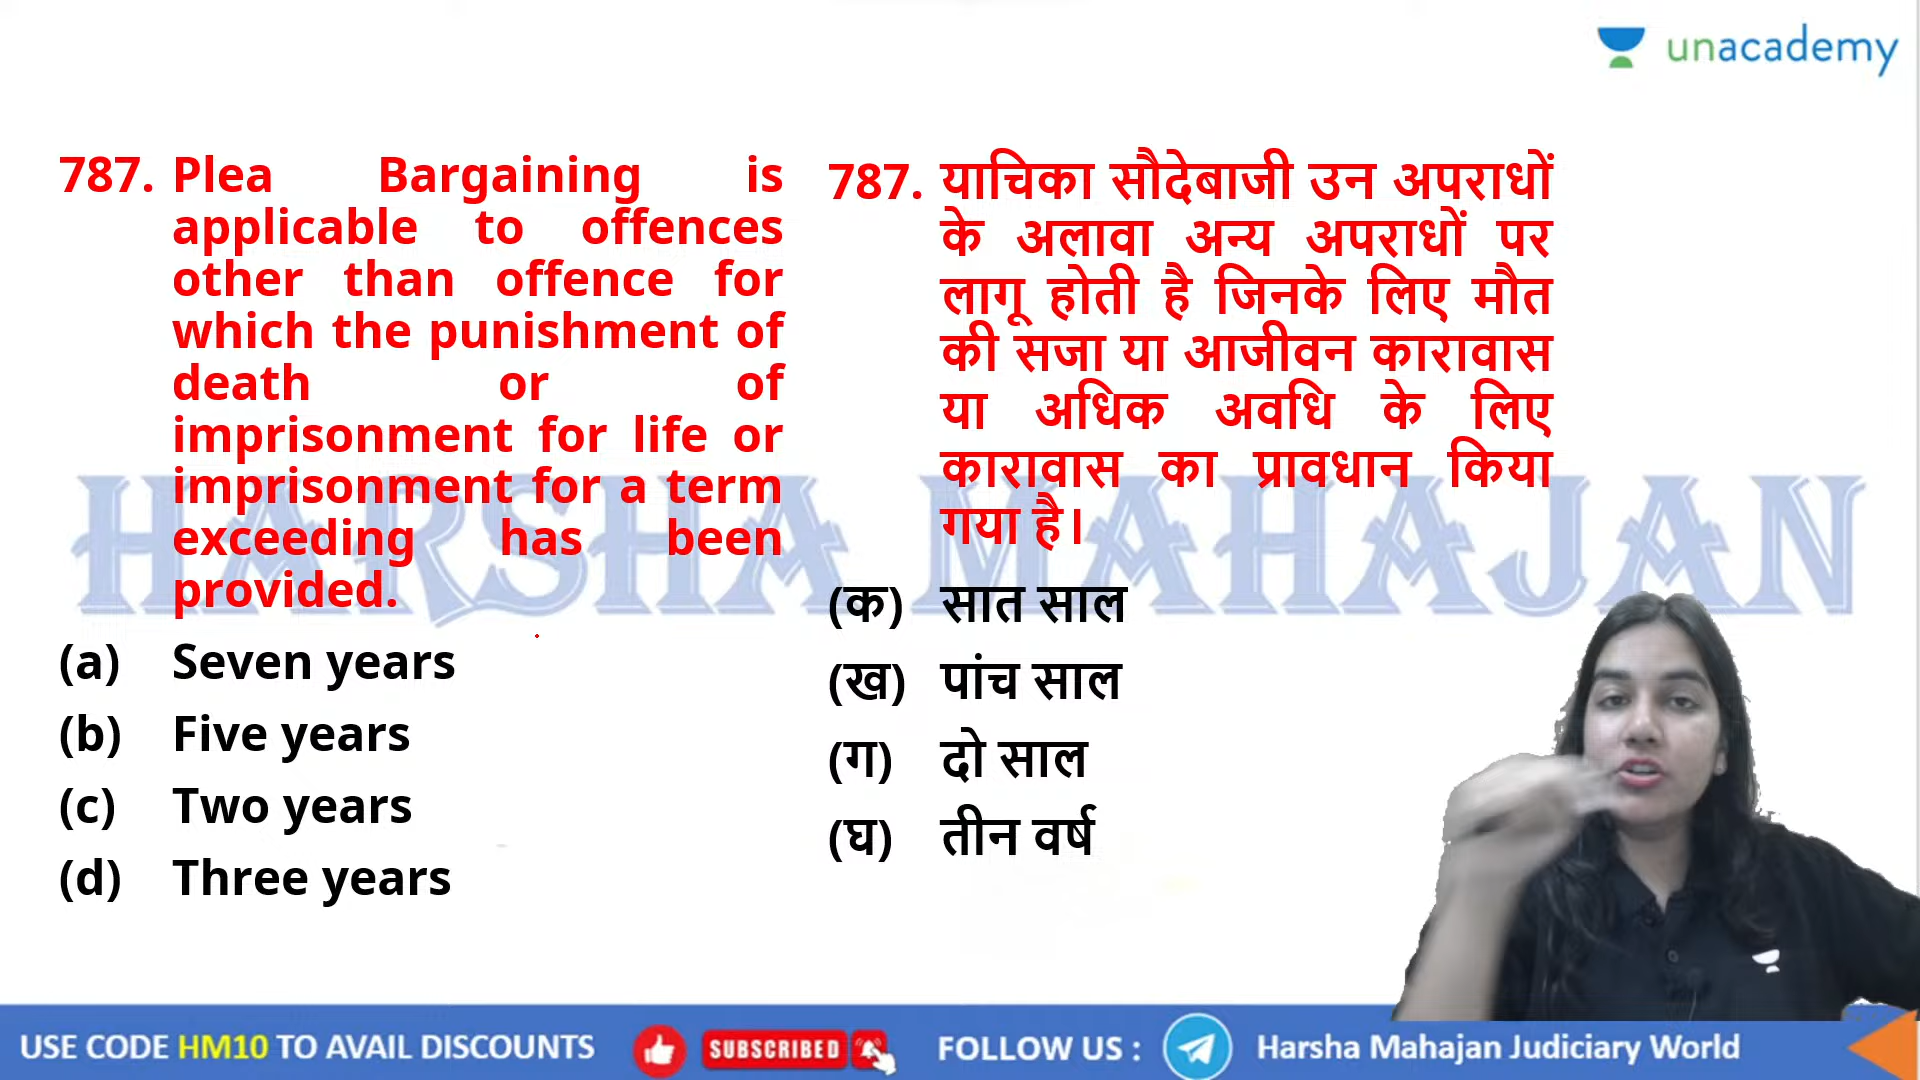 unacademy
787. Plea Bargaining is
applicable to offences
other than offence for
which the punishment of
death or of
imprisonment for life or
imprisonment for a term
exceeding has been
provided.
(a) Seven years
(b) Five years
(c) Two years
(d) Three years
787. याचिका सौदेबाजी उन अपराधों
के अलावा अन्य अपराधों पर
लागू होती है जिनके लिए मौत
की सजा या आजीवन कारावास
या अधिक अवधि के लिए
कारावास का प्रावधान किया
गया है।
(क) सात साल
(ख) पांच साल
(ग) दो साल
(घ) तीन वर्ष
HARSHA MAHAJAN
USE CODE HM10 TO AVAIL DISCOUNTS
SUBSCRIBED
FOLLOW US :
Harsha Mahajan Judiciary World